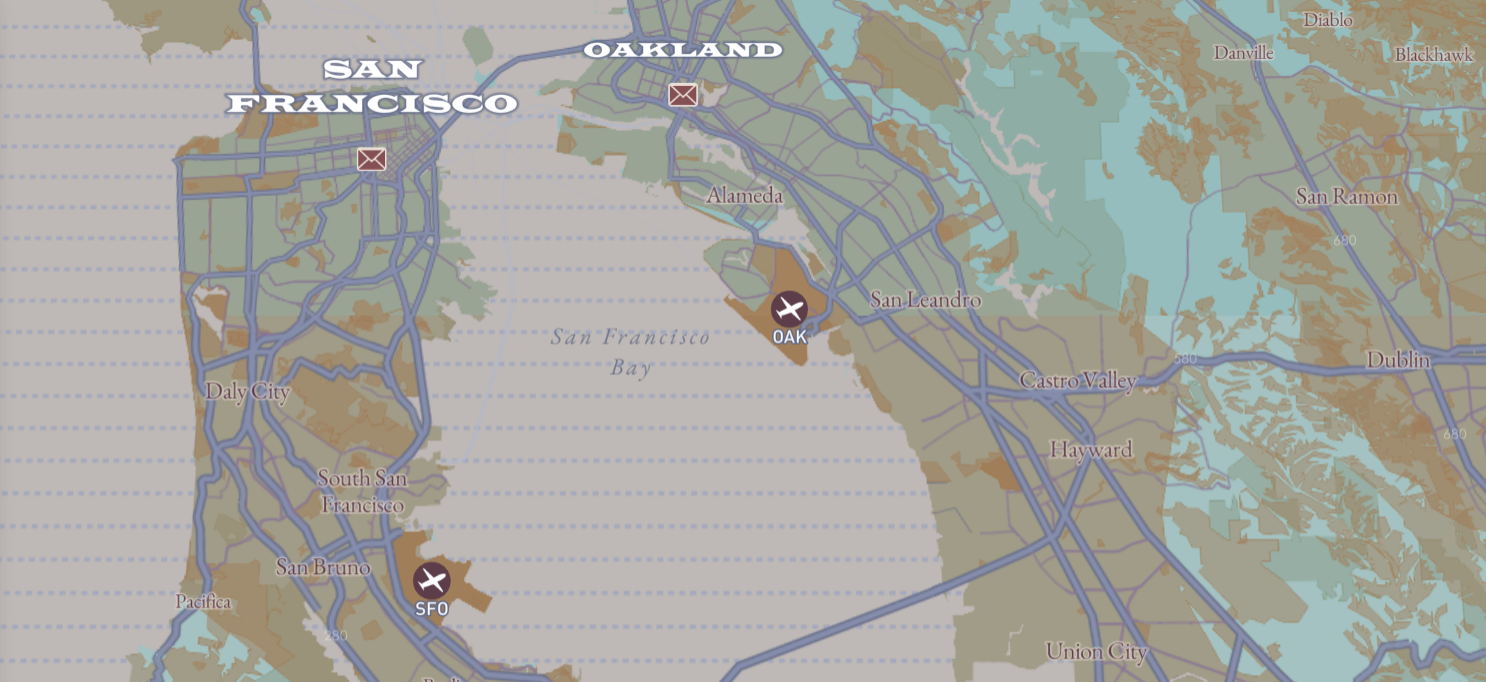 Diablo
Danville
Blackhawk
OAKLAND
SAN
FRANCISCO
Alameda
San Ramon
680
San Leandro
San Francisco
Bay
OAK
580
Dublin
Castro Valley
Daly City
680
Hayward
South San
Francisco
San Bruno
Pacifica
SFO
280
Union City